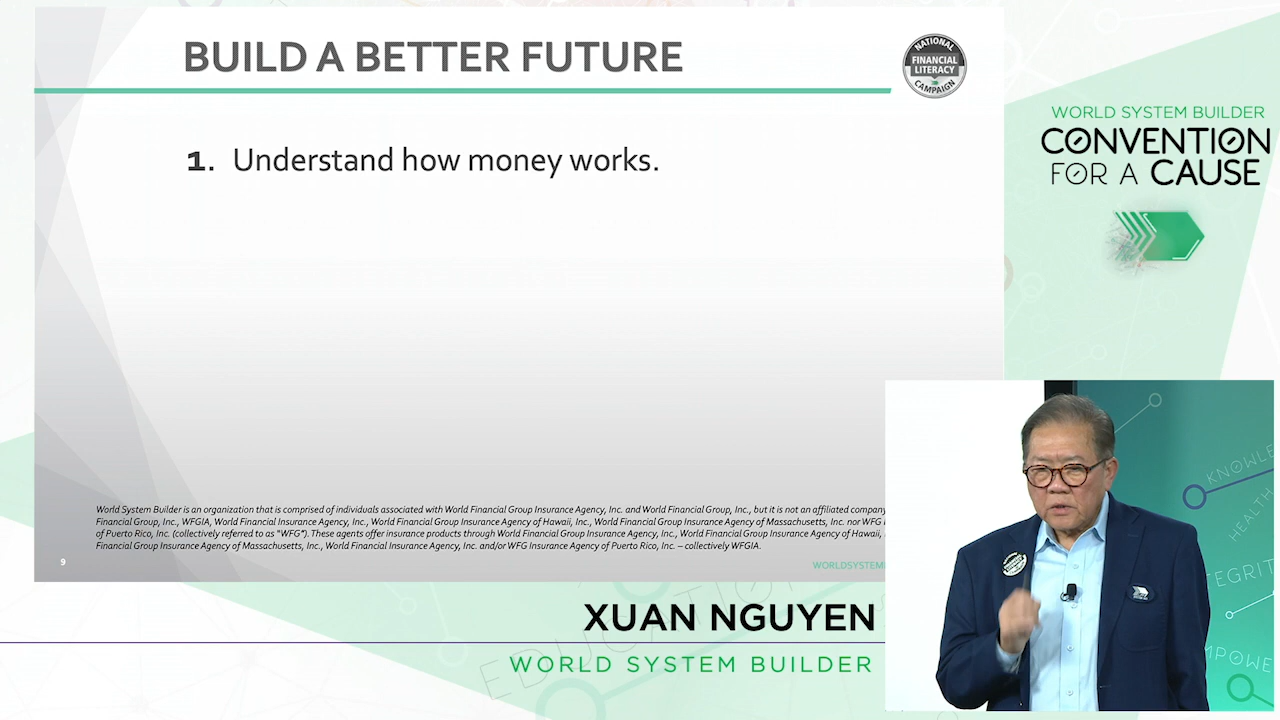 BUILD A BETTER FUTURE
NATIONAL
FINANCIAL
LITERACY
CAMPAIGN
WORLD SYSTEM BUILDER
CONVENTION
FOR A CAUSE
1. Understand how money works.
World System Builder is an organization that is comprised of individuals associated with World Financial Group Insurance Agency, Inc. and World Financial Group, Inc., but it is not an affiliated company
Financial Group, Inc., WFGIA, World Financial Insurance Agency, Inc., World Financial Group Insurance Agency of Hawaii, Inc., World Financial Group Insurance Agency of Massachusetts, Inc. nor WFG
of Puerto Rico, Inc. (collectively referred to as "WFG"). These agents offer insurance products through World Financial Group Insurance Agency, Inc., World Financial Group Insurance Agency of Hawaii,
Financial Group Insurance Agency of Massachusetts, Inc., World Financial Insurance Agency, Inc. and/or WFG Insurance Agency of Puerto Rico, Inc. – collectively WFGIA.
9
WORLDSYSTEM
KNOWLE
HEALTH
TEGRIT
MPOWE
XUAN NGUYEN
WORLD SYSTEM BUILDER
EDUCATION